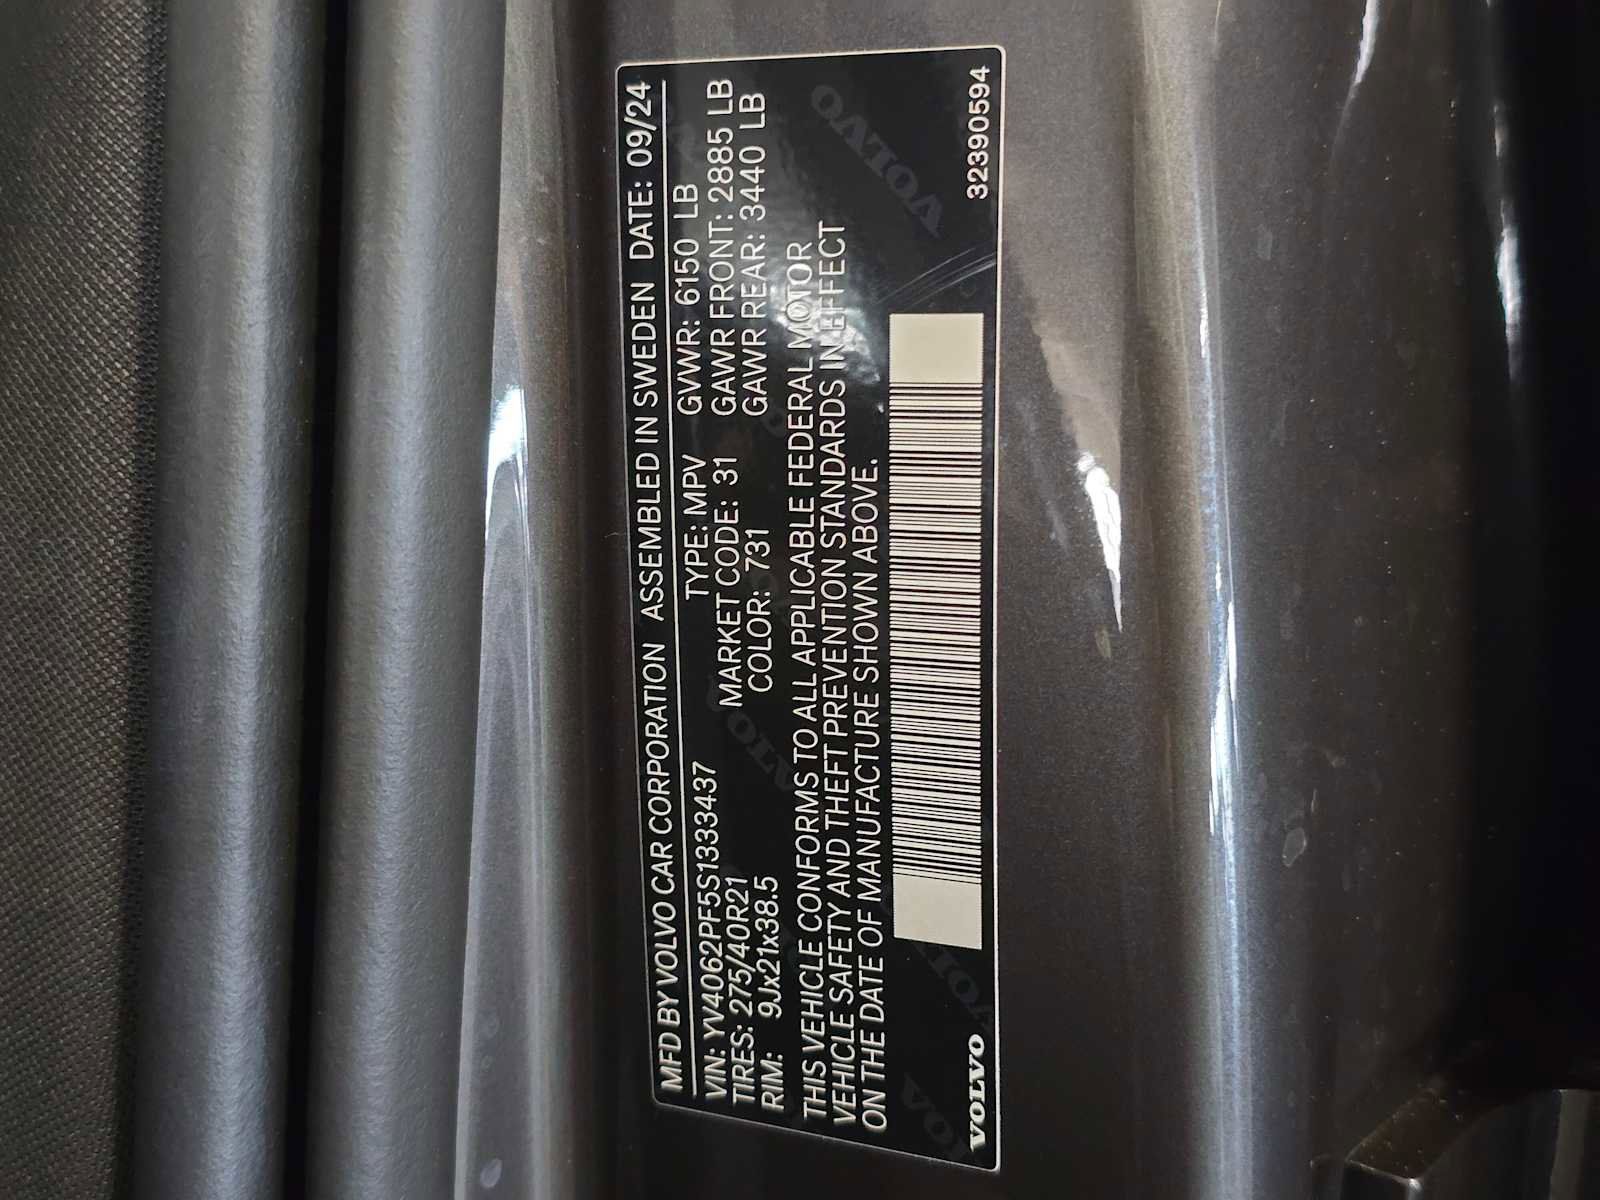 MFD BY VOLVO CAR CORPORATION ASSEMBLED IN SWEDEN DATE: 09/24
VIN: YV4062PF5S1333437 TYPE: MPV GVWR: 6150 LB
TIRES: 275/40R21 MARKET CODE: 31 GAWR FRONT: 2885 LB
RIM: 9Jx21x38.5 COLOR: 731 GAWR REAR: 3440 LB
THIS VEHICLE CONFORMS TO ALL APPLICABLE FEDERAL MOTOR
VEHICLE SAFETY AND THEFT PREVENTION STANDARDS IN EFFECT
ON THE DATE OF MANUFACTURE SHOWN ABOVE.
VOLVO 32390594